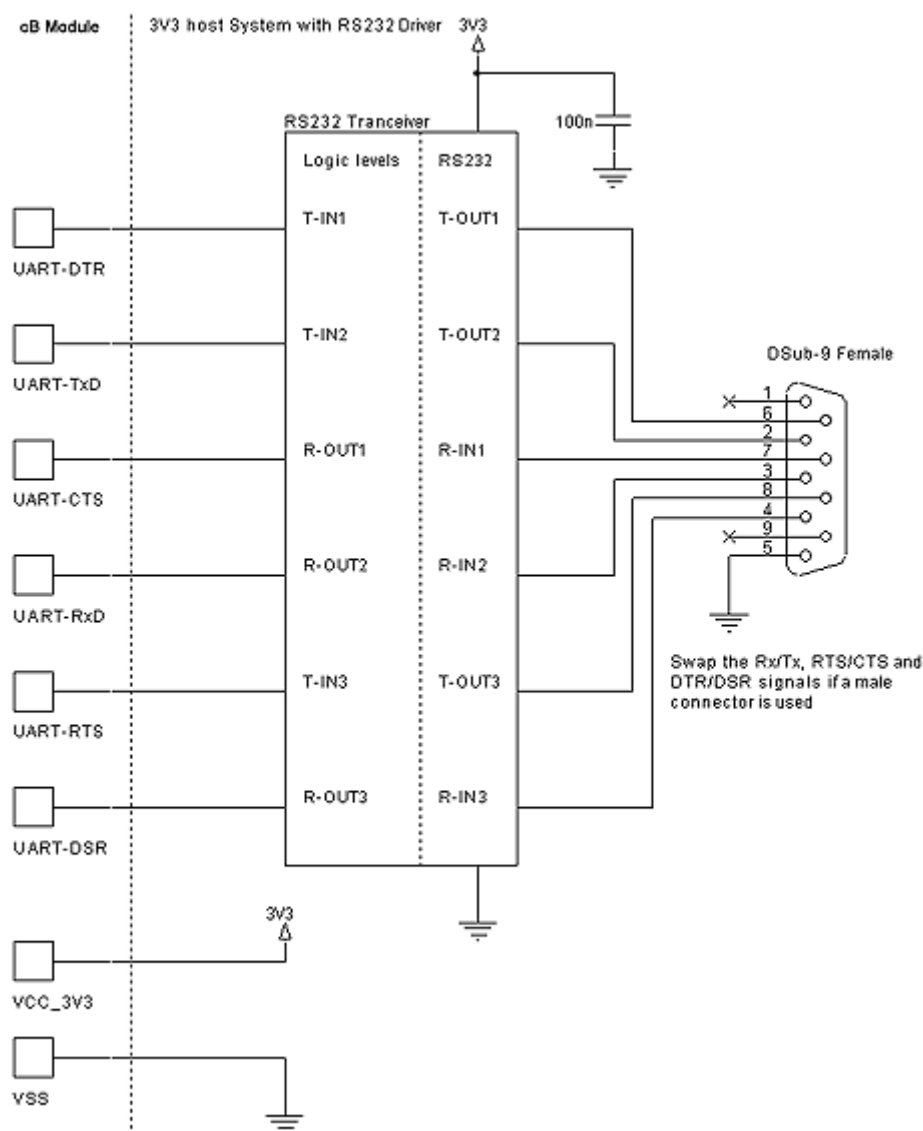 cB Module
3V3 host System with RS232 Driver
3V3
RS232 Tranceiver
100n
Logic levels
RS232
T-IN1
T-OUT1
UART-DTR
T-IN2
T-OUT2
UART-TxD
DSub-9 Female
1
6
2
7
3
8
4
9
5
R-OUT1
R-IN1
UART-CTS
R-OUT2
R-IN2
UART-RxD
Swap the Rx/Tx, RTS/CTS and
DTR/DSR signals if a male
connector is used
T-IN3
T-OUT3
UART-RTS
R-OUT3
R-IN3
UART-DSR
3V3
VCC_3V3
VSS